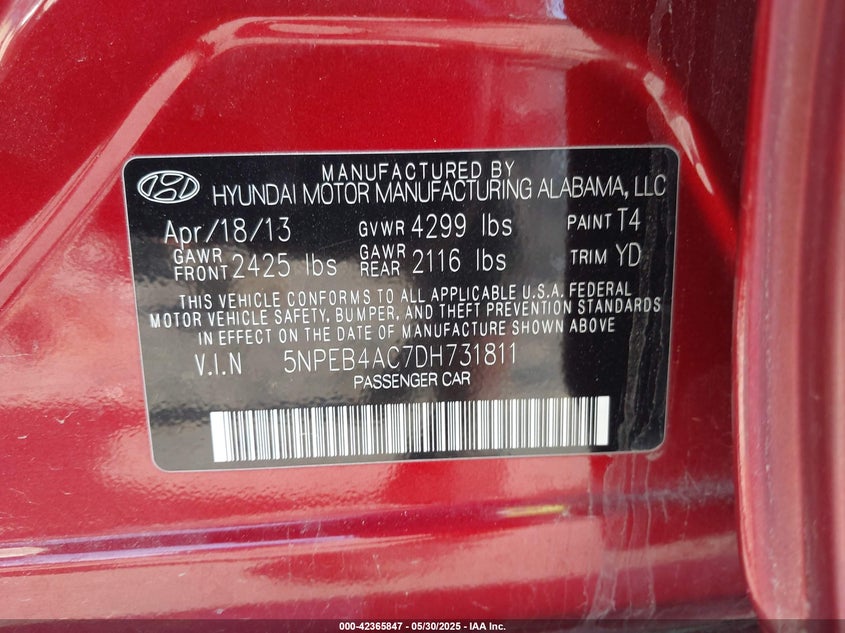 MANUFACTURED BY
HYUNDAI MOTOR MANUFACTURING ALABAMA, LLC
Apr/18/13 GVWR 4299 lbs PAINT T4
GAWR FRONT 2425 lbs GAWR REAR 2116 lbs TRIM YD
THIS VEHICLE CONFORMS TO ALL APPLICABLE U.S.A. FEDERAL
MOTOR VEHICLE SAFETY, BUMPER, AND THEFT PREVENTION STANDARDS
IN EFFECT ON THE DATE OF MANUFACTURE SHOWN ABOVE
V.I.N 5NPEB4AC7DH731811
PASSENGER CAR
000-42365847 — 05/30/2025 - IAA Inc.